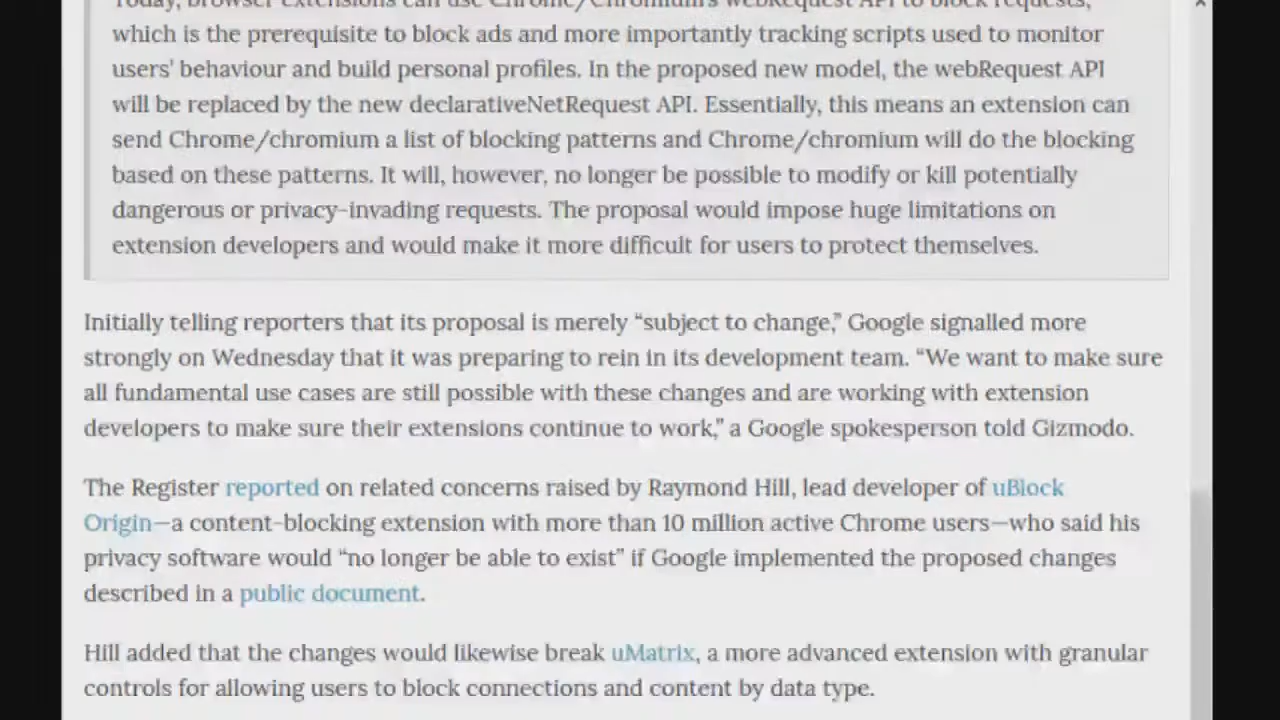 Today, browser extensions can use Chrome/Chromium's webRequest API to block requests,
which is the prerequisite to block ads and more importantly tracking scripts used to monitor
users' behaviour and build personal profiles. In the proposed new model, the webRequest API
will be replaced by the new declarativeNetRequest API. Essentially, this means an extension can
send Chrome/chromium a list of blocking patterns and Chrome/chromium will do the blocking
based on these patterns. It will, however, no longer be possible to modify or kill potentially
dangerous or privacy-invading requests. The proposal would impose huge limitations on
extension developers and would make it more difficult for users to protect themselves.
Initially telling reporters that its proposal is merely “subject to change,” Google signalled more
strongly on Wednesday that it was preparing to rein in its development team. “We want to make sure
all fundamental use cases are still possible with these changes and are working with extension
developers to make sure their extensions continue to work,” a Google spokesperson told Gizmodo.
The Register reported on related concerns raised by Raymond Hill, lead developer of uBlock
Origin—a content-blocking extension with more than 10 million active Chrome users—who said his
privacy software would “no longer be able to exist” if Google implemented the proposed changes
described in a public document.
Hill added that the changes would likewise break uMatrix, a more advanced extension with granular
controls for allowing users to block connections and content by data type.